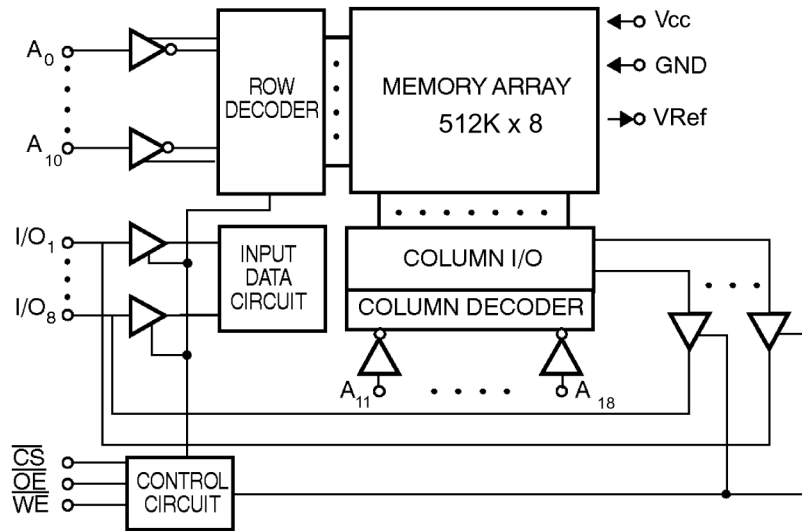 A0
A10
ROW
DECODER
MEMORY ARRAY
512K x 8
Vcc
GND
VRef
I/O1
I/O8
INPUT
DATA
CIRCUIT
COLUMN I/O
COLUMN DECODER
A11
A18
CS
OE
WE
CONTROL
CIRCUIT